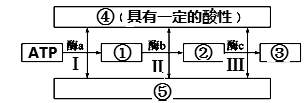 ④(具有一定的酸性)
ATP 酶a Ⅰ ① 酶b Ⅱ ② 酶c Ⅲ ③
⑤